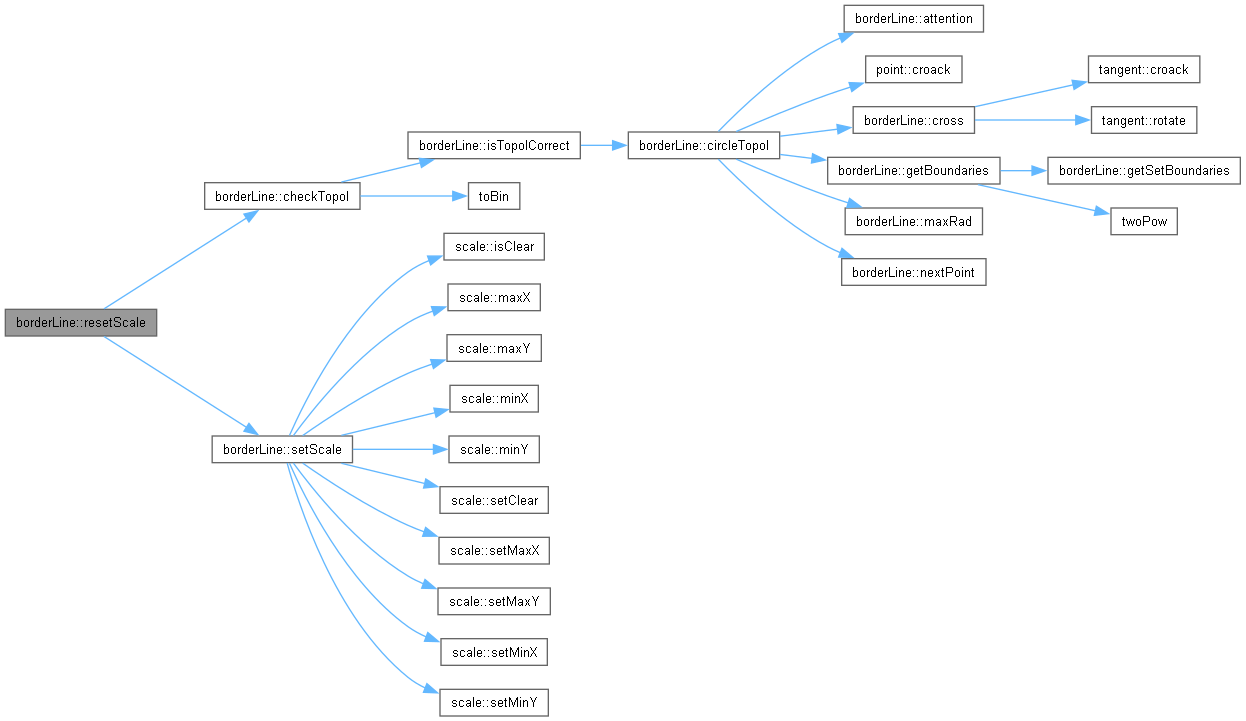 borderLine::attention
point::croack
tangent::croack
borderLine::cross
tangent::rotate
borderLine::isTopolCorrect
borderLine::circleTopol
borderLine::getBoundaries
borderLine::getSetBoundaries
borderLine::checkTopol
toBin
borderLine::maxRad
twoPow
scale::isClear
borderLine::nextPoint
scale::maxX
borderLine::resetScale
scale::maxY
scale::minX
borderLine::setScale
scale::minY
scale::setClear
scale::setMaxX
scale::setMaxY
scale::setMinX
scale::setMinY